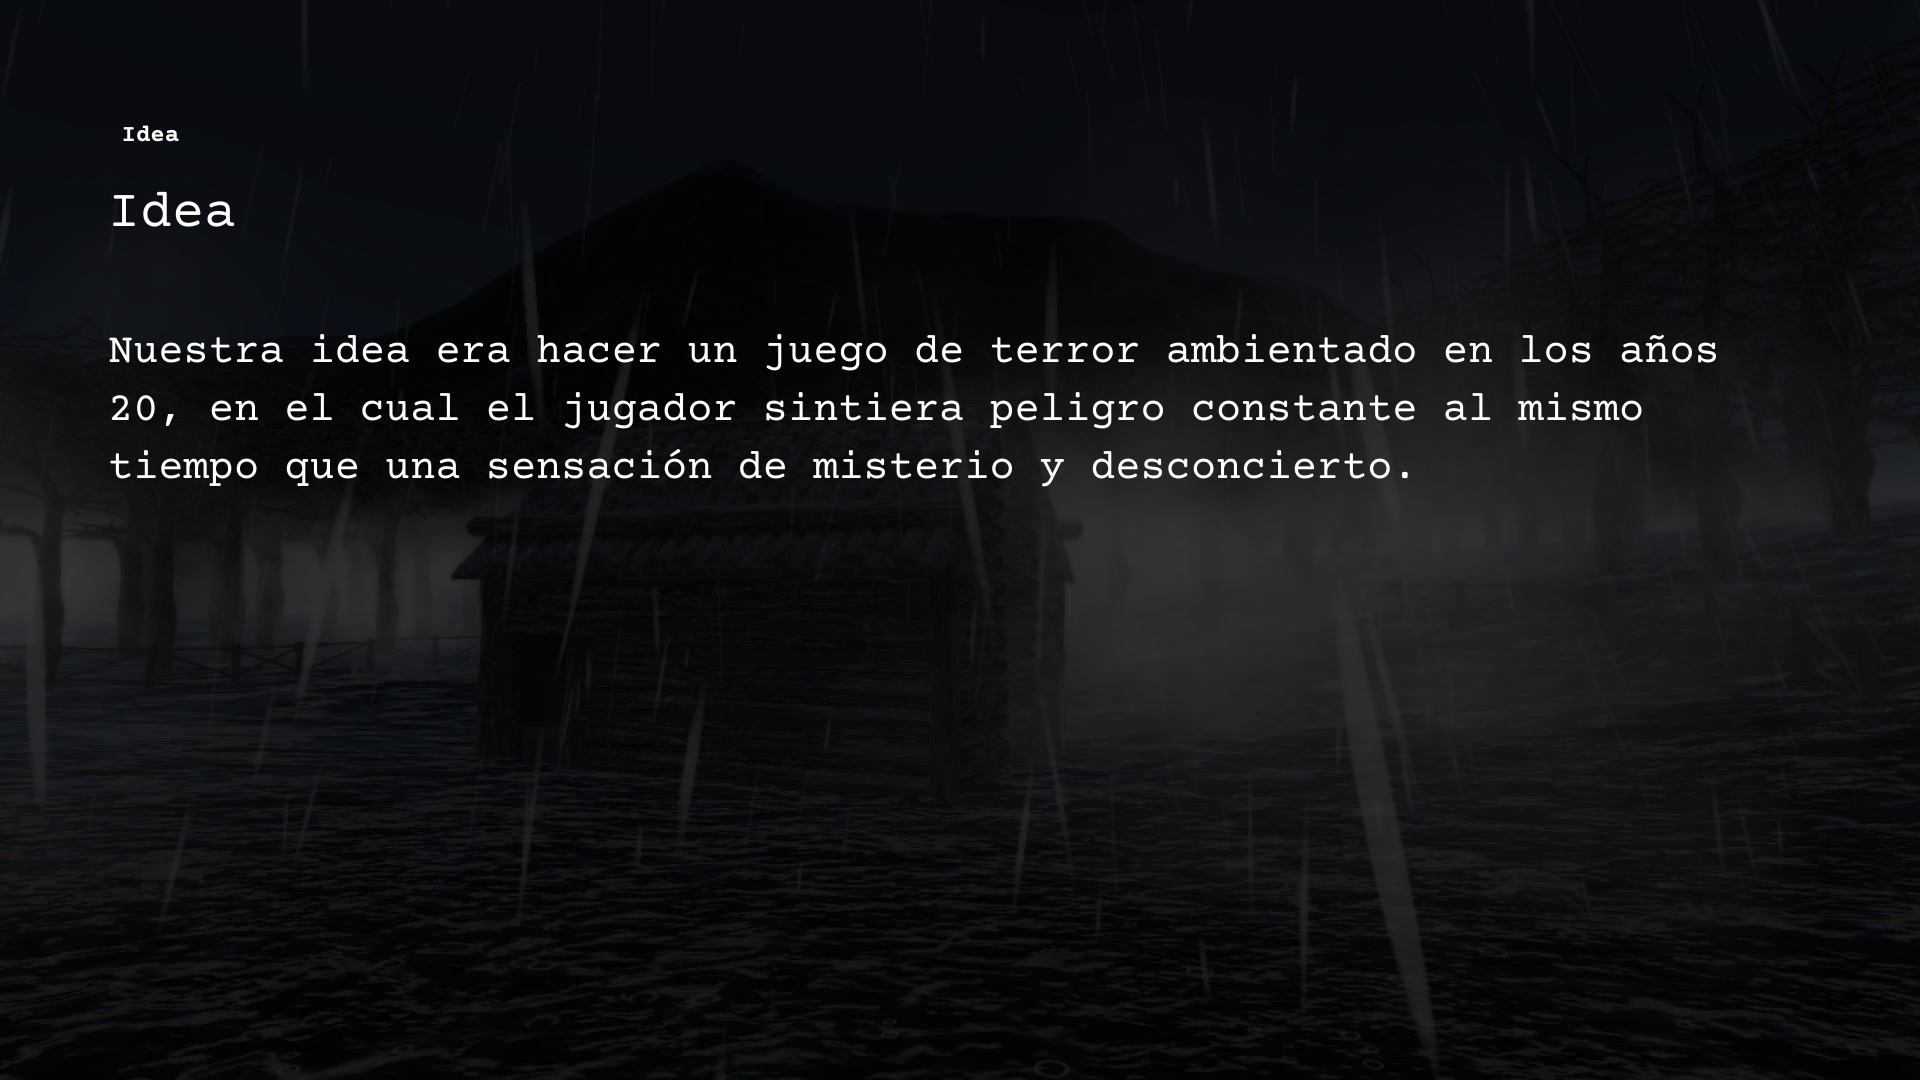 Idea
Idea
Nuestra idea era hacer un juego de terror ambientado en los años
20, en el cual el jugador sintiera peligro constante al mismo
tiempo que una sensación de misterio y desconcierto.